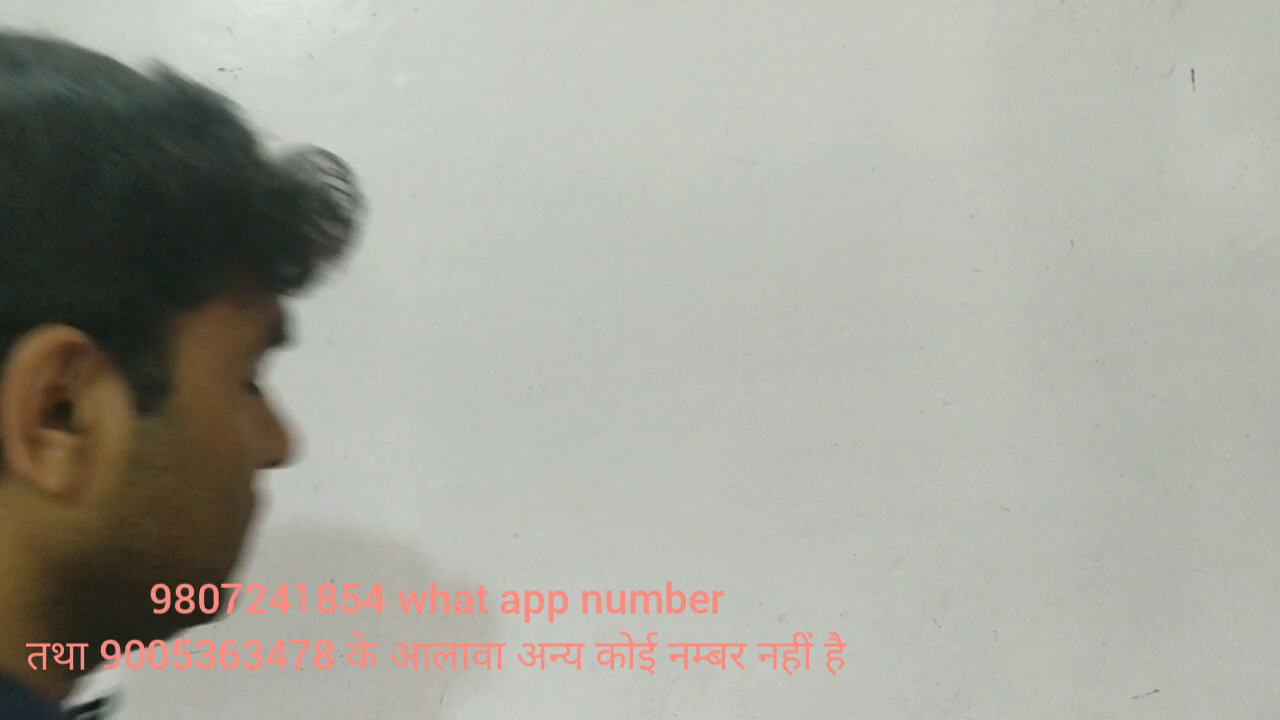 9807241854 what app number
तथा 9005363478 के आलावा अन्य कोई नम्बर नहीं है